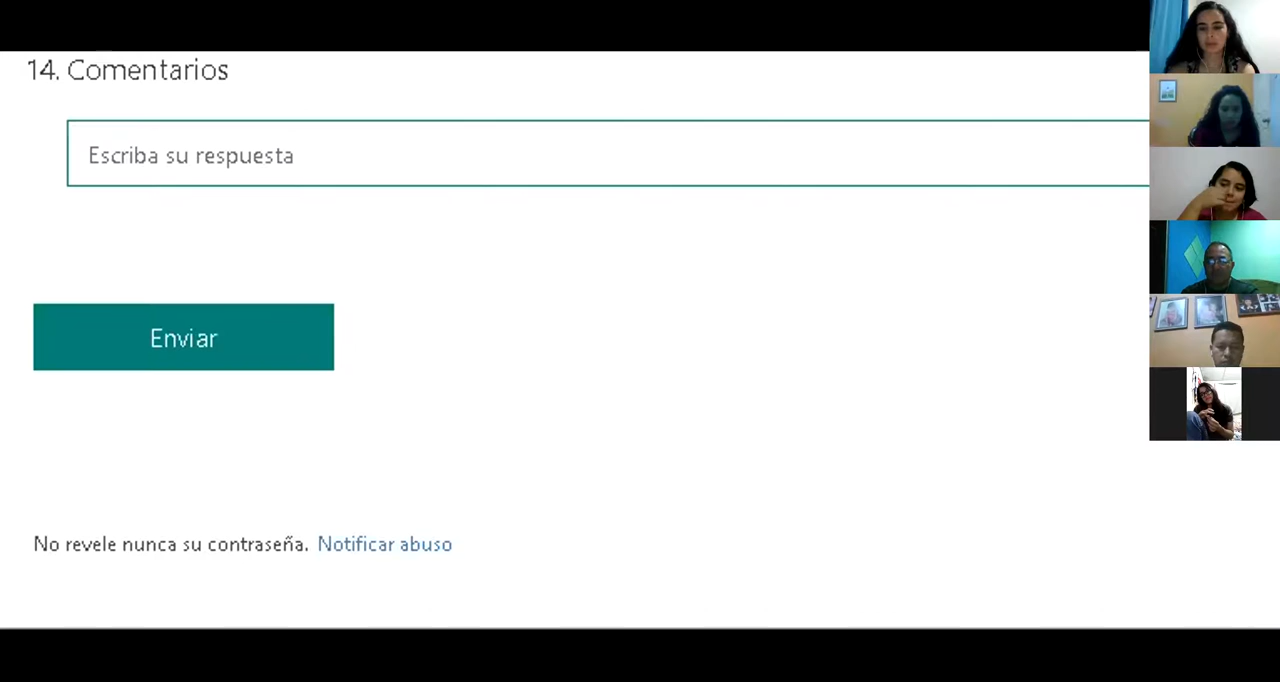 14. Comentarios
Escriba su respuesta
Enviar
No revele nunca su contraseña. Notificar abuso